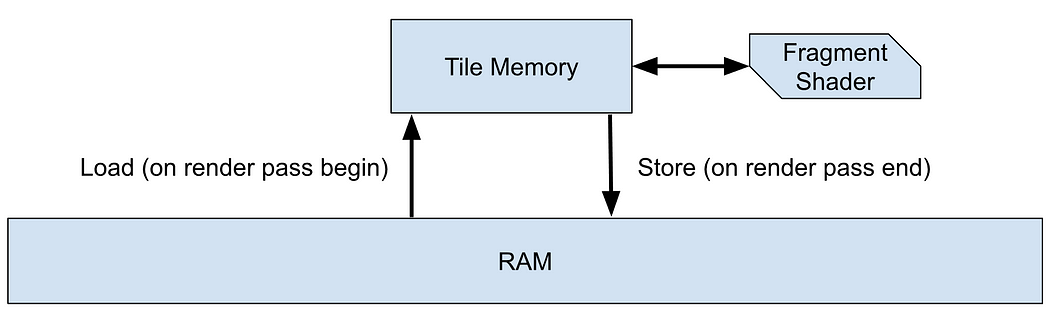 Tile Memory
Fragment
Shader
Load (on render pass begin)
Store (on render pass end)
RAM